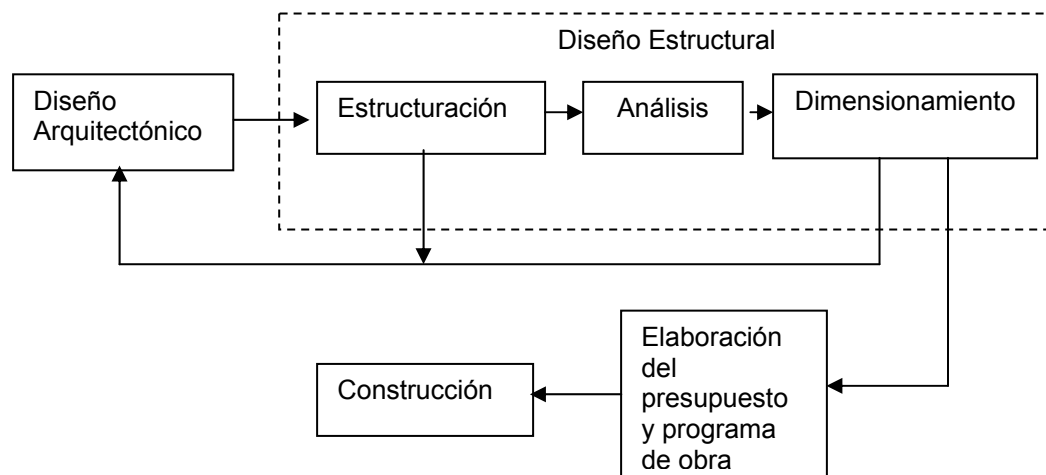 Diseño Estructural
Diseño
Arquitectónico
Estructuración
Análisis
Dimensionamiento
Elaboración
del
presupuesto
y programa
de obra
Construcción